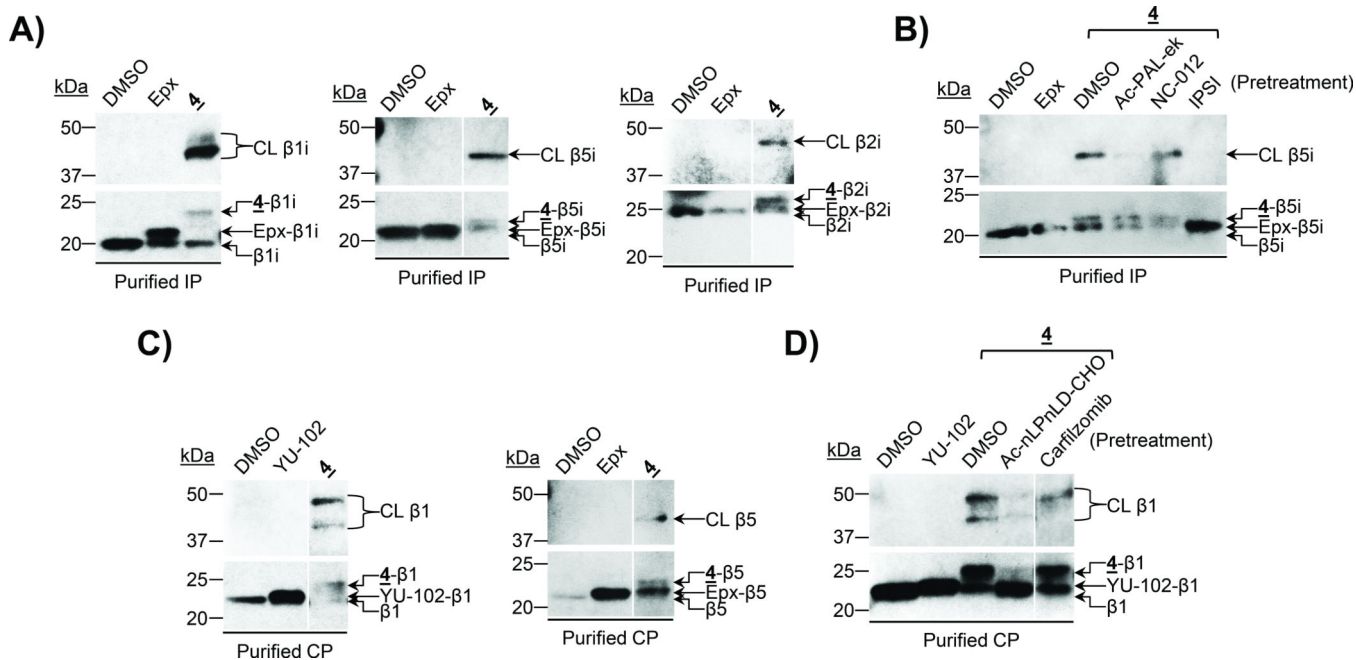 A)
kDa
DMSO
Epx
4
50
37
25
20
CL β1i
4-β1i
Epx-β1i
β1i
Purified IP
kDa
DMSO
Epx
4
50
37
25
20
CL β5i
4-β5i
Epx-β5i
β5i
Purified IP
kDa
DMSO
Epx
4
50
37
25
20
CL β2i
4-β2i
Epx-β2i
β2i
Purified IP
B)
4
kDa
DMSO
Epx
DMSO
Ac-PAL-ek
NC-012
IPSI
(Pretreatment)
50
37
25
20
CL β5i
4-β5i
Epx-β5i
β5i
Purified IP
C)
kDa
DMSO
YU-102
4
50
37
25
20
CL β1
4-β1
YU-102-β1
β1
Purified CP
kDa
DMSO
Epx
4
50
37
25
20
CL β5
4-β5
Epx-β5
β5
Purified CP
D)
4
kDa
DMSO
YU-102
DMSO
Ac-nLPnLD-CHO
Carfilzomib
(Pretreatment)
50
37
25
20
CL β1
4-β1
YU-102-β1
β1
Purified CP